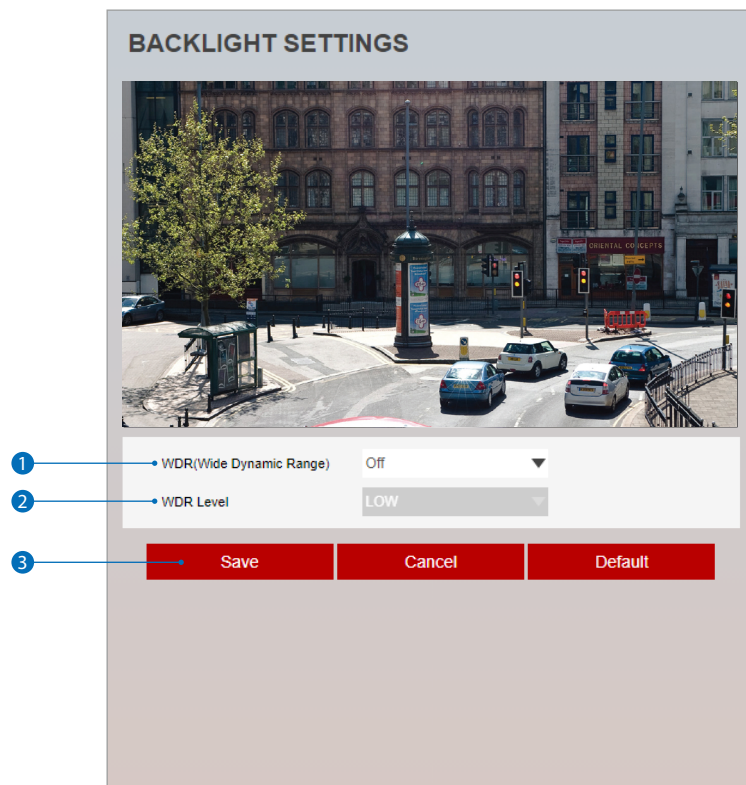 BACKLIGHT SETTINGS
ORIENTAL CONCEPTS
1
WDR(Wide Dynamic Range)
Off
2
WDR Level
LOW
3
Save
Cancel
Default